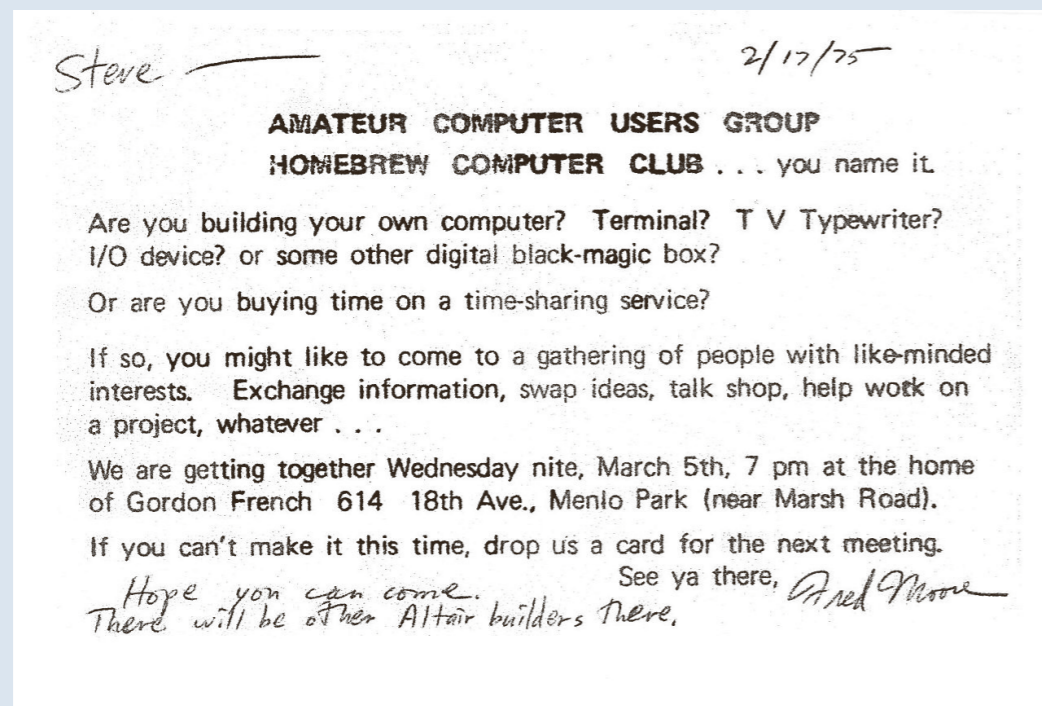 Steve — 2/17/75
AMATEUR COMPUTER USERS GROUP
HOMEBREW COMPUTER CLUB . . . you name it.
Are you building your own computer? Terminal? T V Typewriter?
I/O device? or some other digital black-magic box?
Or are you buying time on a time-sharing service?
If so, you might like to come to a gathering of people with like-minded
interests. Exchange information, swap ideas, talk shop, help work on
a project, whatever . . .
We are getting together Wednesday nite, March 5th, 7 pm at the home
of Gordon French 614 18th Ave., Menlo Park (near Marsh Road).
If you can't make it this time, drop us a card for the next meeting.
See ya there, Fred Moore
Hope you can come.
There will be other Altair builders there.